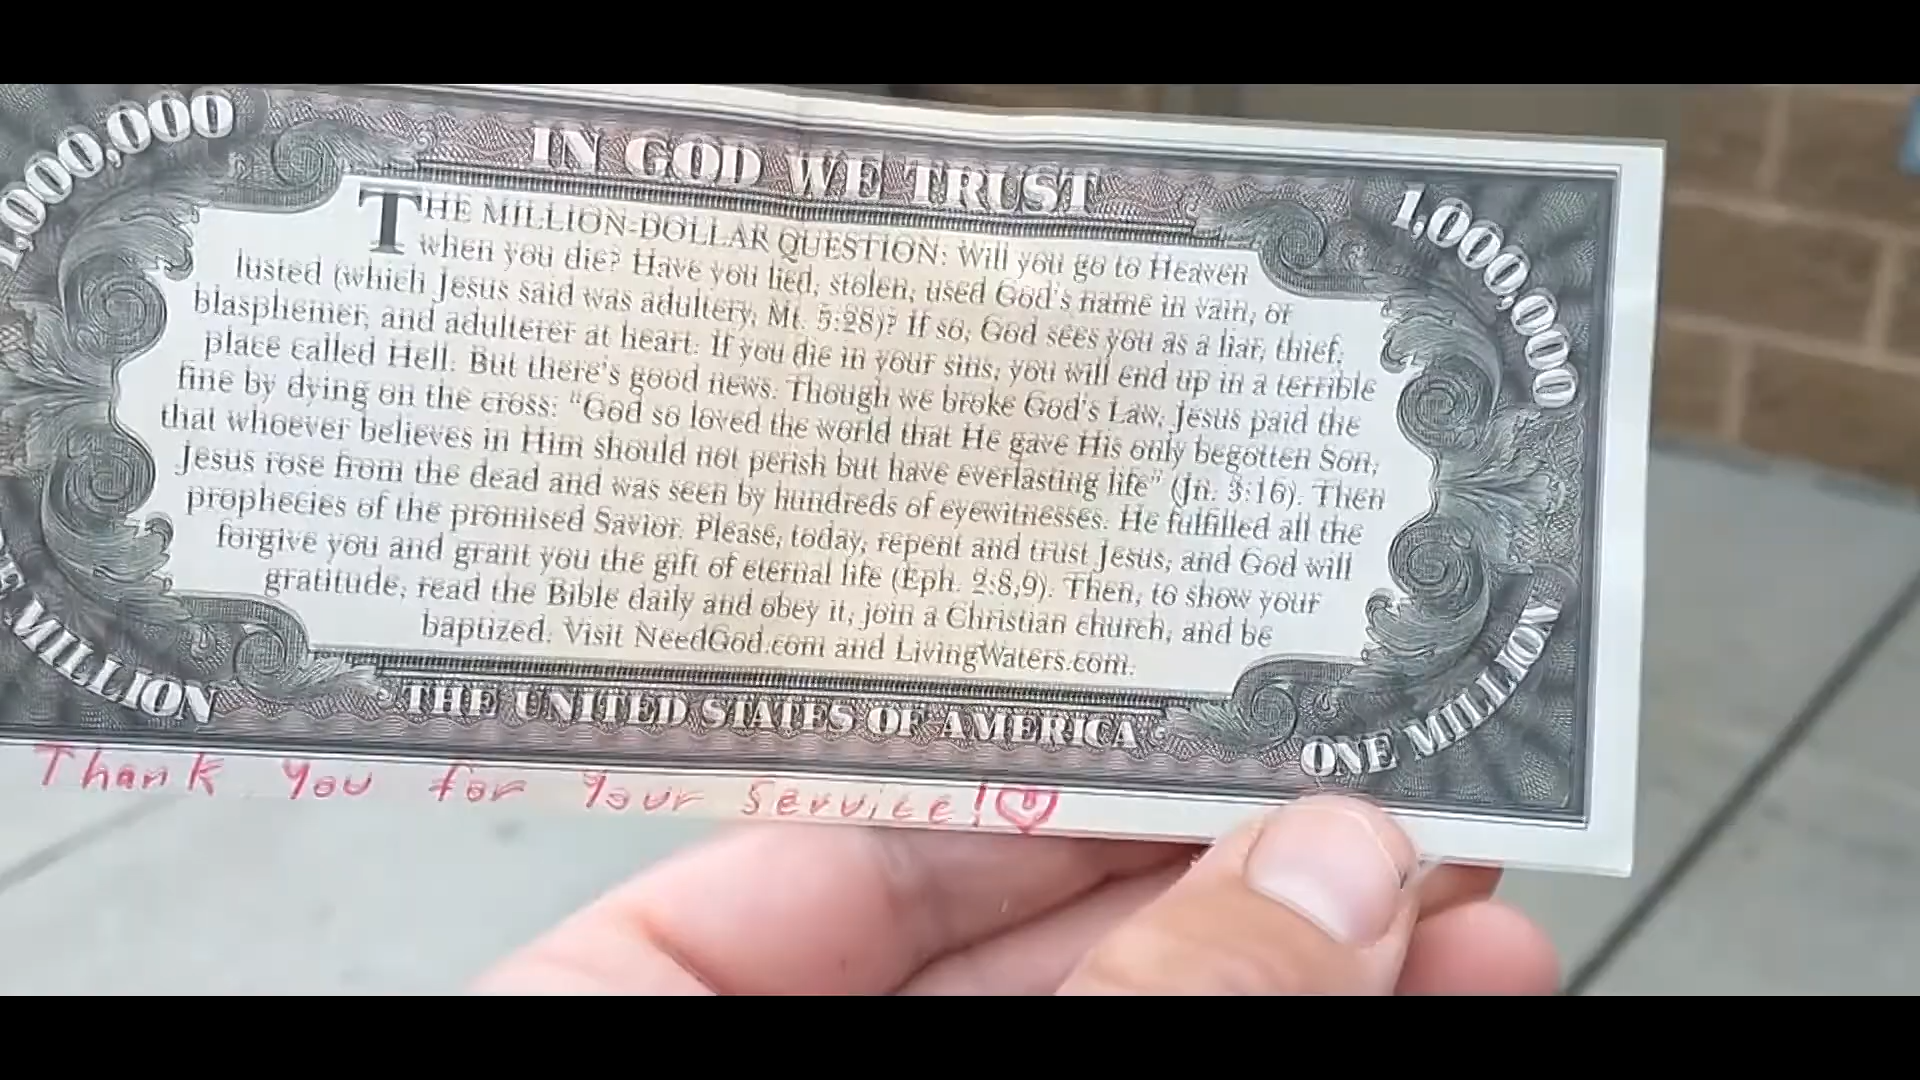 1,000,000
IN GOD WE TRUST
1,000,000
THE MILLION-DOLLAR QUESTION: Will you go to Heaven
when you die? Have you lied, stolen, used God's name in vain, or
lusted (which Jesus said was adultery, Mt. 5:28)? If so, God sees you as a liar, thief,
blasphemer, and adulterer at heart. If you die in your sins, you will end up in a terrible
place called Hell. But there's good news. Though we broke God's Law, Jesus paid the
fine by dying on the cross: "God so loved the world that He gave His only begotten Son,
that whoever believes in Him should not perish but have everlasting life" (Jn. 3:16). Then
Jesus rose from the dead and was seen by hundreds of eyewitnesses. He fulfilled all the
prophecies of the promised Savior. Please, today, repent and trust Jesus, and God will
forgive you and grant you the gift of eternal life (Eph. 2:8,9). Then, to show your
gratitude, read the Bible daily and obey it, join a Christian church, and be
baptized. Visit NeedGod.com and LivingWaters.com.
MILLION
THE UNITED STATES OF AMERICA
ONE MILLION
Thank you for your service!